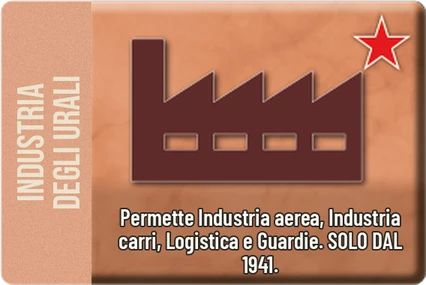 INDUSTRIA
DEGLI URALI
Permette Industria aerea, Industria
carri, Logistica e Guardie. SOLO DAL
1941.